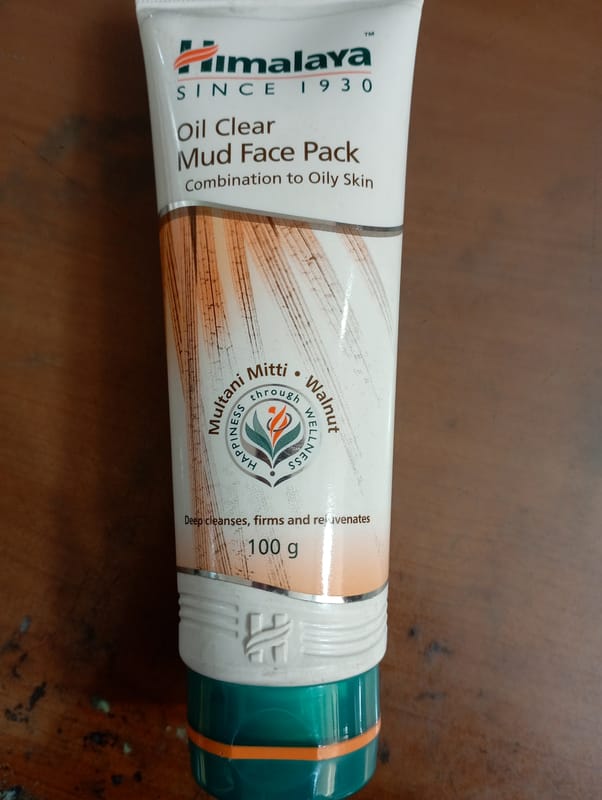 Himalaya™
SINCE 1930
Oil Clear
Mud Face Pack
Combination to Oily Skin
Multani Mitti • Walnut
HAPPINESS through WELLNESS
Deep cleanses, firms and rejuvenates
100 g
H